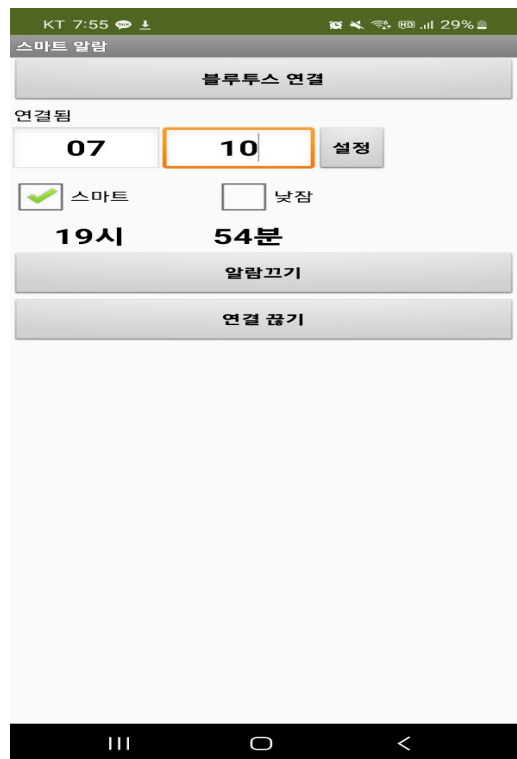 KT 7:55 29%
스마트 알람
블루투스 연결
연결됨
07 10 설정
스마트 낮잠
19시 54분
알람끄기
연결 끊기